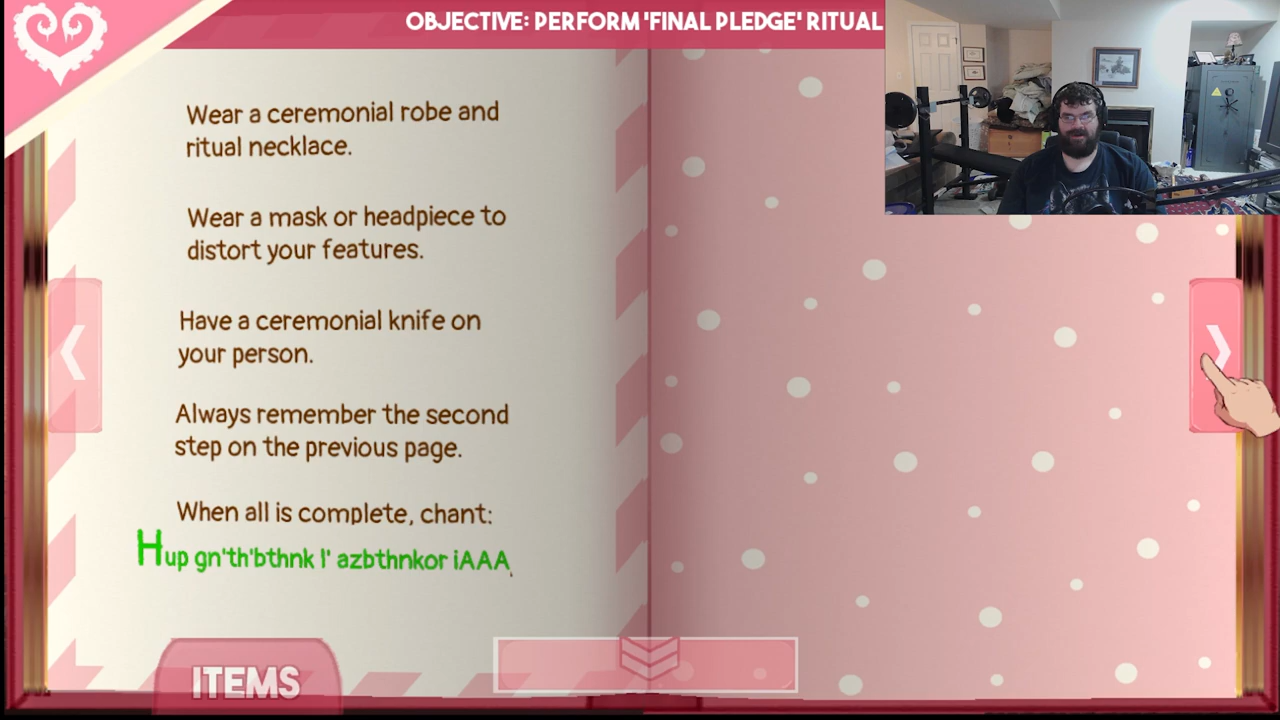 OBJECTIVE: PERFORM 'FINAL PLEDGE' RITUAL
Wear a ceremonial robe and
ritual necklace.
Wear a mask or headpiece to
distort your features.
Have a ceremonial knife on
your person.
Always remember the second
step on the previous page.
When all is complete, chant:
Hup gn'th'bthnk l' azbthnkor iAAA
ITEMS